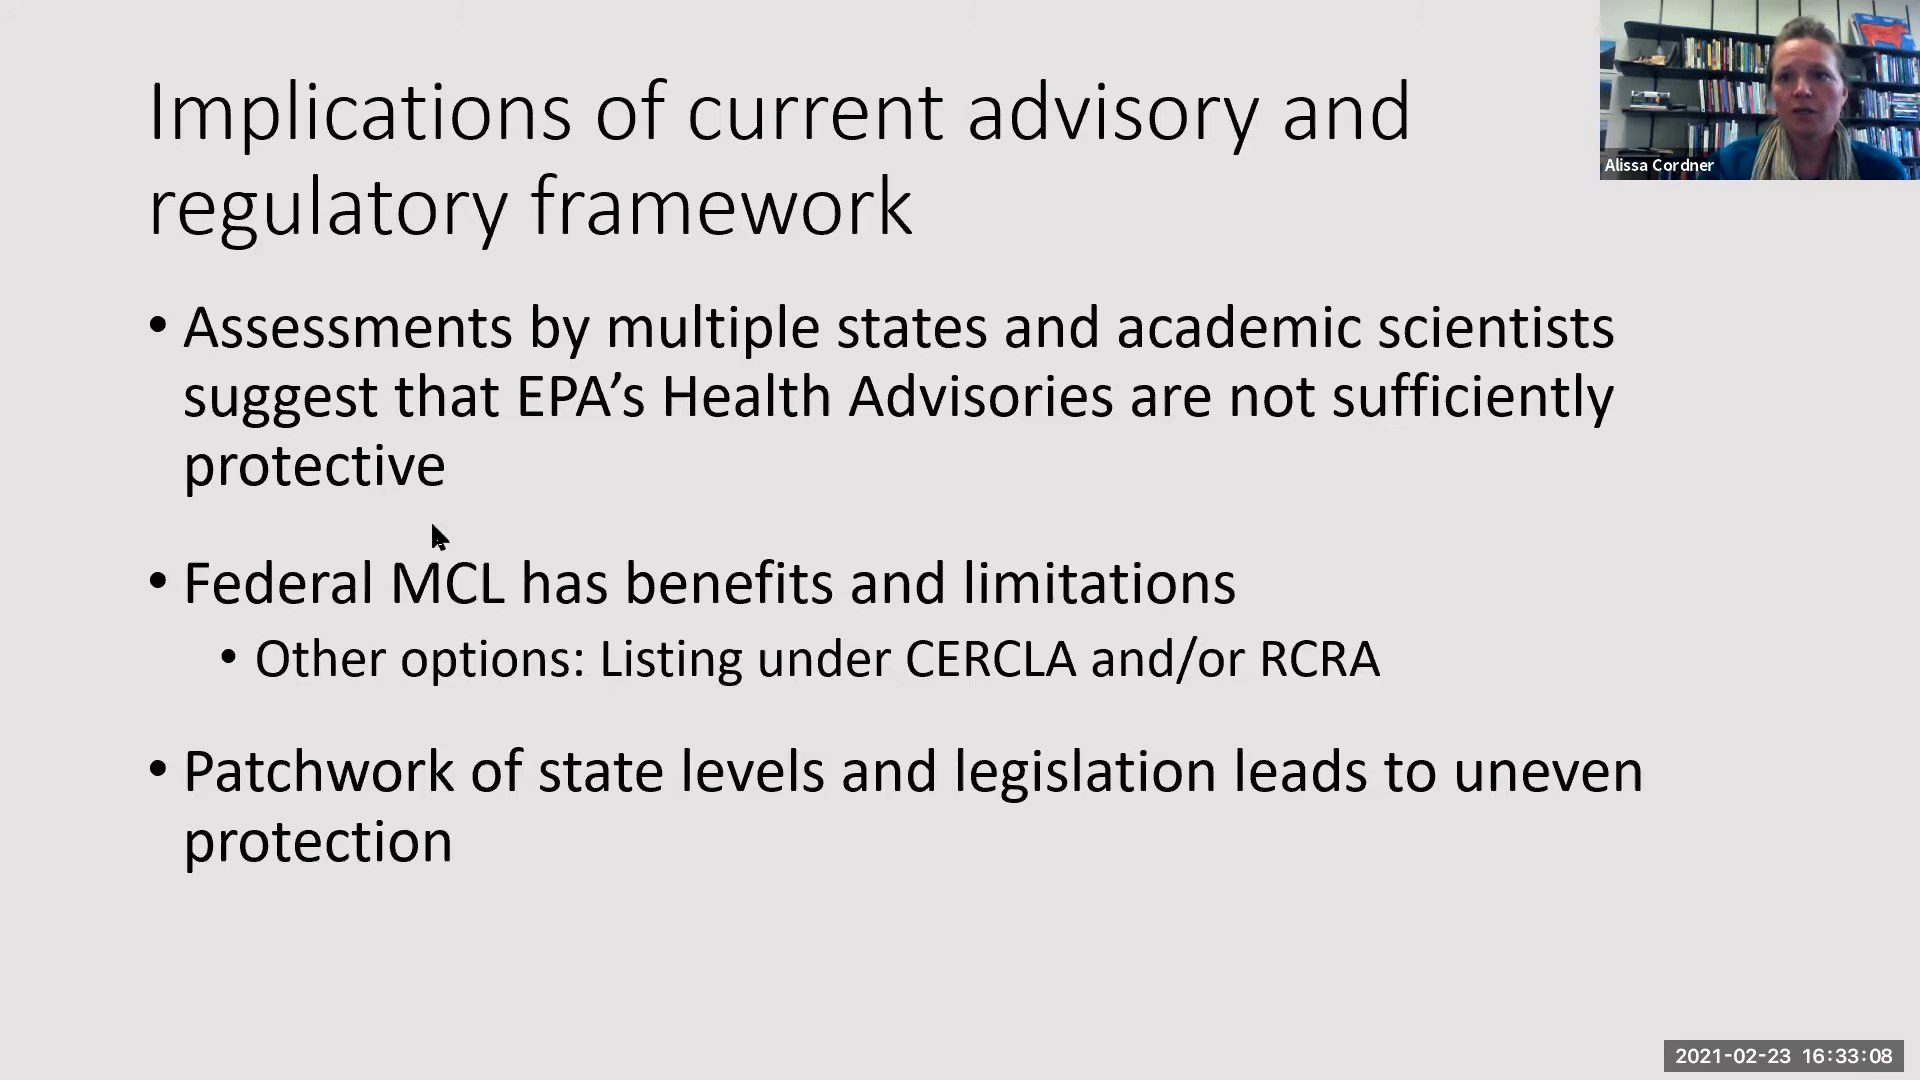 Implications of current advisory and
regulatory framework
Alissa Cordner
• Assessments by multiple states and academic scientists
suggest that EPA’s Health Advisories are not sufficiently
protective
• Federal MCL has benefits and limitations
• Other options: Listing under CERCLA and/or RCRA
• Patchwork of state levels and legislation leads to uneven
protection
2021-02-23 16:33:08